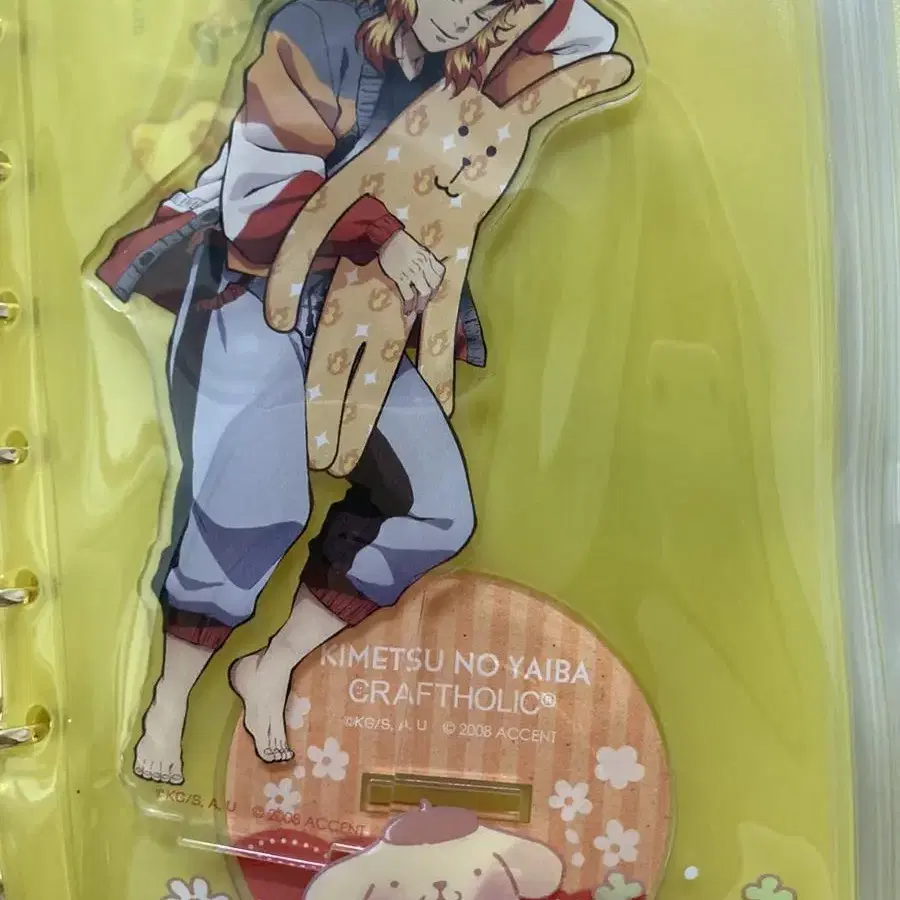 KIMETSU NO YAIBA
CRAFTHOLIC®
©KG/S, A, U © 2008 ACCENT
©KG/S, A, U © 2008 ACCENT